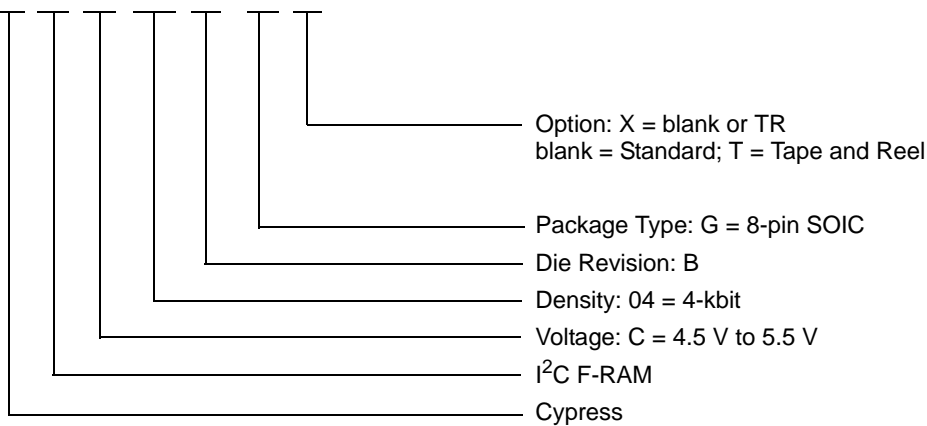 Option: X = blank or TR
blank = Standard; T = Tape and Reel
Package Type: G = 8-pin SOIC
Die Revision: B
Density: 04 = 4-kbit
Voltage: C = 4.5 V to 5.5 V
I²C F-RAM
Cypress